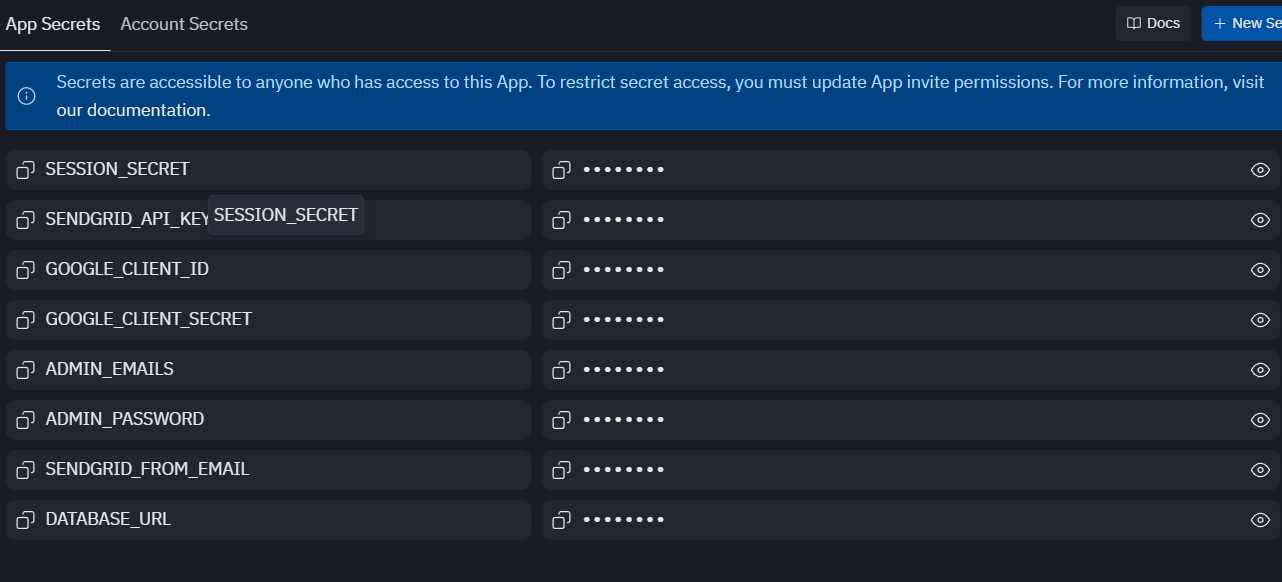 App Secrets Account Secrets Docs + New Se
Secrets are accessible to anyone who has access to this App. To restrict secret access, you must update App invite permissions. For more information, visit
our documentation.
SESSION_SECRET ••••••••
SENDGRID_API_KEY ••••••••
SESSION_SECRET
GOOGLE_CLIENT_ID ••••••••
GOOGLE_CLIENT_SECRET ••••••••
ADMIN_EMAILS ••••••••
ADMIN_PASSWORD ••••••••
SENDGRID_FROM_EMAIL ••••••••
DATABASE_URL ••••••••